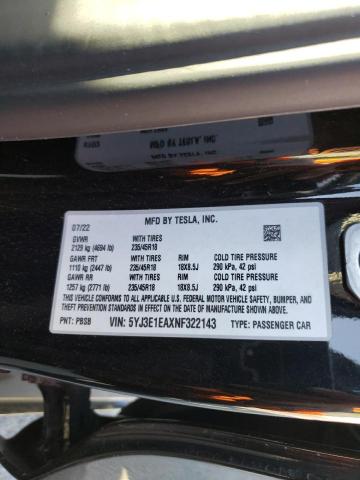 MFD BY TESLA, INC.
07/22
GVWR WITH TIRES
2129 kg (4694 lb) 235/45R18
GAWR FRT WITH TIRES RIM COLD TIRE PRESSURE
1110 kg (2447 lb) 235/45R18 18X8.5J 290 kPa, 42 psi
GAWR RR WITH TIRES RIM COLD TIRE PRESSURE
1257 kg (2771 lb) 235/45R18 18X8.5J 290 kPa, 42 psi
THIS VEHICLE CONFORMS TO ALL APPLICABLE U.S. FEDERAL MOTOR VEHICLE SAFETY, BUMPER, AND
THEFT PREVENTION STANDARDS IN EFFECT ON THE DATE OF MANUFACTURE SHOWN ABOVE.
PNT: PBSB VIN: 5YJ3E1EAXNF322143 TYPE: PASSENGER CAR